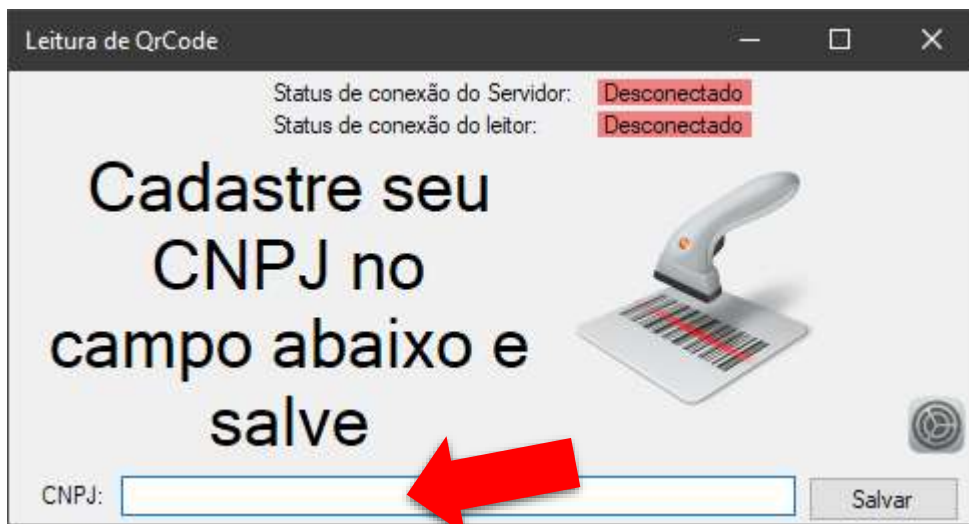 Leitura de QrCode
Status de conexão do Servidor: Desconectado
Status de conexão do leitor: Desconectado
Cadastre seu
CNPJ no
campo abaixo e
salve
CNPJ:
Salvar